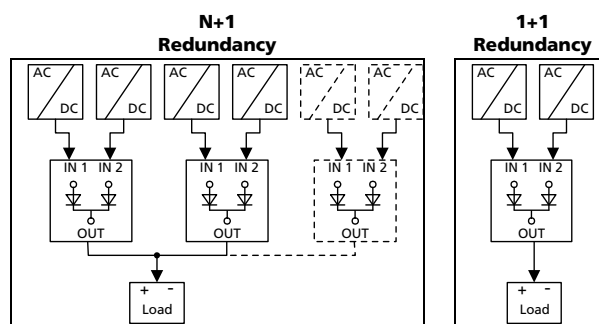 N+1
Redundancy
1+1
Redundancy
AC
DC
AC
DC
AC
DC
AC
DC
AC
DC
AC
DC
AC
DC
AC
DC
IN 1 IN 2
IN 1 IN 2
IN 1 IN 2
IN 1 IN 2
OUT
OUT
OUT
OUT
+ -
Load
+ -
Load